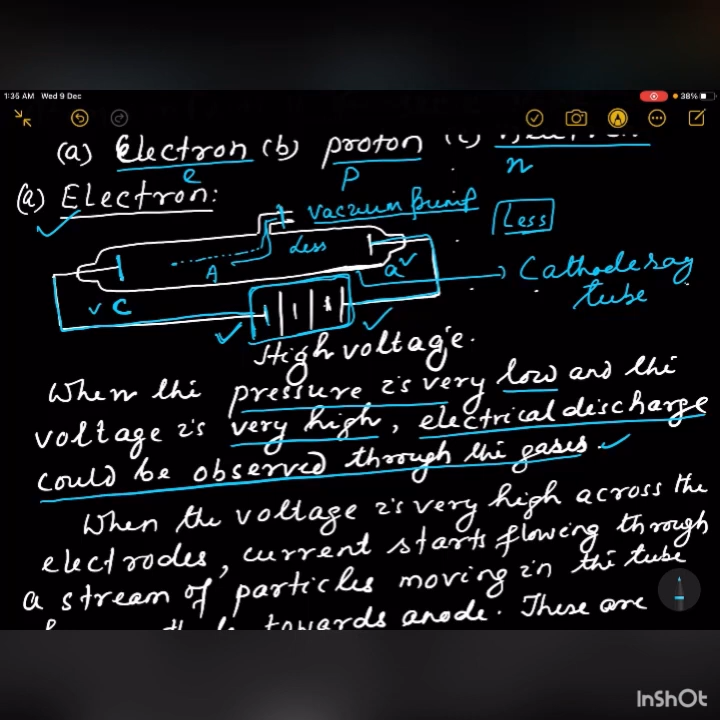 1:35 AM Wed 9 Dec
38%
(a) Electron (b) proton
e P n
(a) Electron:
vacuum Pump
Less
Less
A
a
C
Cathode ray
tube
High voltage.
When the pressure is very low and the
voltage is very high, electrical discharge
could be observed through the gases
When the voltage is very high across the
electrodes, current starts flowing through
a stream of particles moving in the tube
towards anode. These are
InShOt